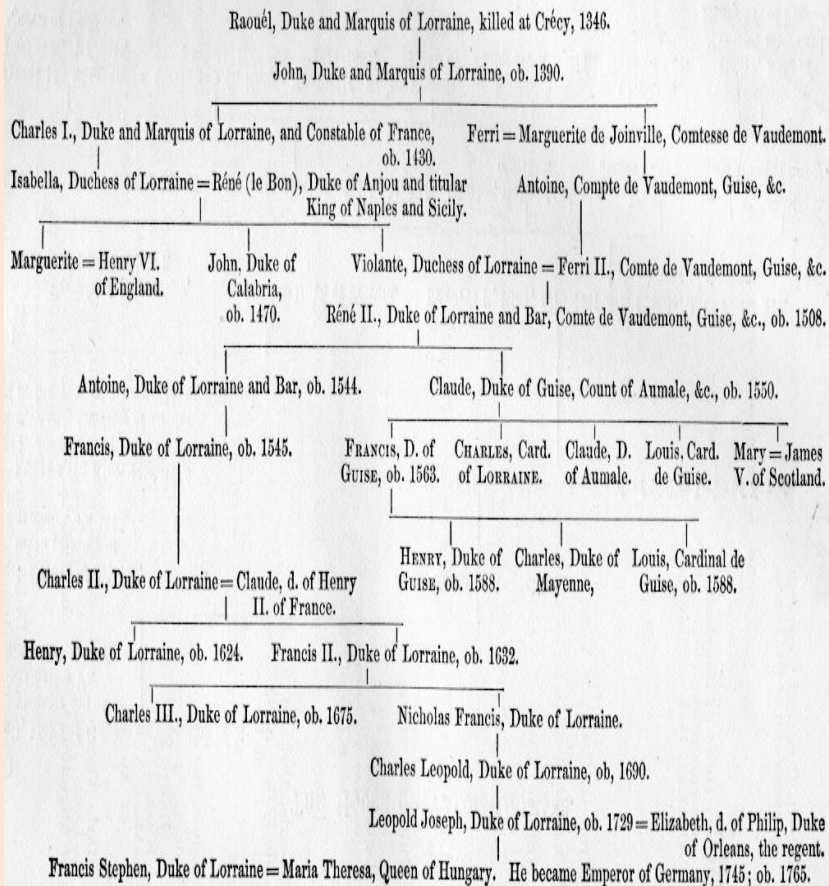 Raouél, Duke and Marquis of Lorraine, killed at Crécy, 1346.
John, Duke and Marquis of Lorraine, ob. 1390.
Charles I., Duke and Marquis of Lorraine, and Constable of France,
ob. 1430.
Ferri = Marguerite de Joinville, Comtesse de Vaudemont.
Isabella, Duchess of Lorraine = Réné (le Bon), Duke of Anjou and titular
King of Naples and Sicily.
Antoine, Compte de Vaudemont, Guise, &c.
Marguerite = Henry VI.
of England.
John, Duke of
Calabria,
ob. 1470.
Violante, Duchess of Lorraine = Ferri II., Comte de Vaudemont, Guise, &c.
Réné II., Duke of Lorraine and Bar, Comte de Vaudemont, Guise, &c., ob. 1508.
Antoine, Duke of Lorraine and Bar, ob. 1544.
Claude, Duke of Guise, Count of Aumale, &c., ob. 1550.
Francis, Duke of Lorraine, ob. 1545.
FRANCIS, D. of
GUISE, ob. 1563.
CHARLES, Card.
of LORRAINE.
Claude, D.
of Aumale.
Louis, Card.
de Guise.
Mary = James
V. of Scotland.
HENRY, Duke of
GUISE, ob. 1588.
Charles, Duke of
Mayenne,
Louis, Cardinal de
Guise, ob. 1588.
Charles II., Duke of Lorraine = Claude, d. of Henry
II. of France.
Henry, Duke of Lorraine, ob. 1624.
Francis II., Duke of Lorraine, ob. 1632.
Charles III., Duke of Lorraine, ob. 1675.
Nicholas Francis, Duke of Lorraine.
Charles Leopold, Duke of Lorraine, ob, 1690.
Leopold Joseph, Duke of Lorraine, ob. 1729 = Elizabeth, d. of Philip, Duke
of Orleans, the regent.
Francis Stephen, Duke of Lorraine = Maria Theresa, Queen of Hungary. He became Emperor of Germany, 1745; ob. 1765.